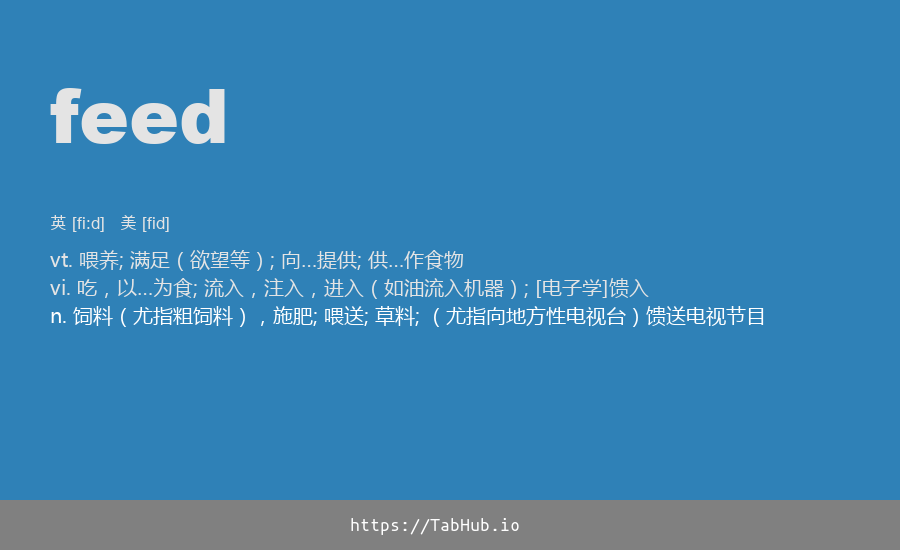 feed
英 [fi:d] 美 [fid]
vt. 喂养; 满足（欲望等）; 向…提供; 供…作食物
vi. 吃，以…为食; 流入，注入，进入（如油流入机器）; [电子学]馈入
n. 饲料（尤指粗饲料），施肥; 喂送; 草料; （尤指向地方性电视台）馈送电视节目
https://TabHub.io